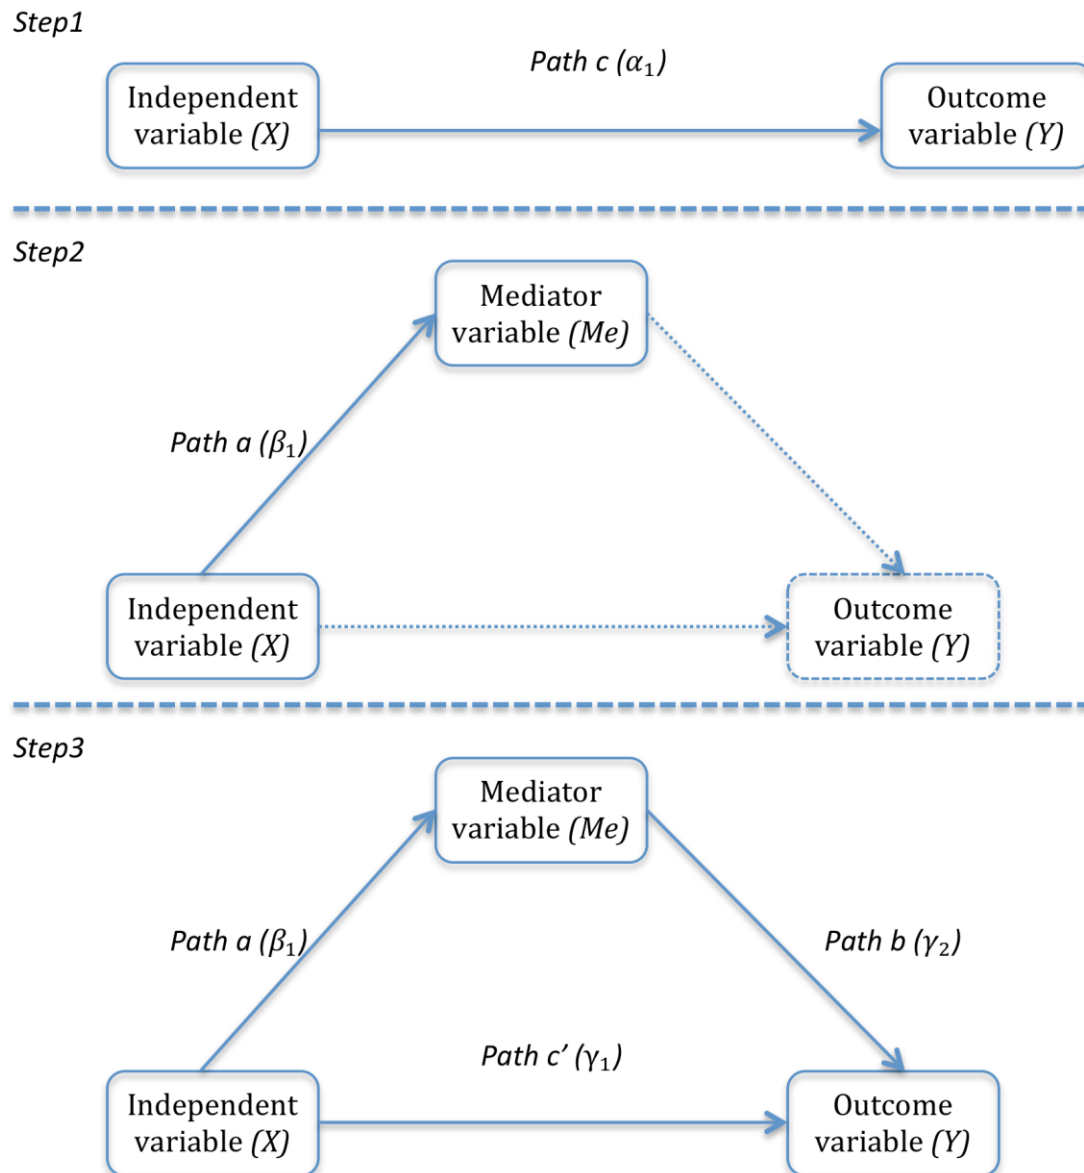 Step1
Path c (α₁)
Independent
variable (X)
Outcome
variable (Y)
Step2
Mediator
variable (Me)
Path a (β₁)
Independent
variable (X)
Outcome
variable (Y)
Step3
Mediator
variable (Me)
Path a (β₁)
Path b (γ₂)
Path c’ (γ₁)
Independent
variable (X)
Outcome
variable (Y)